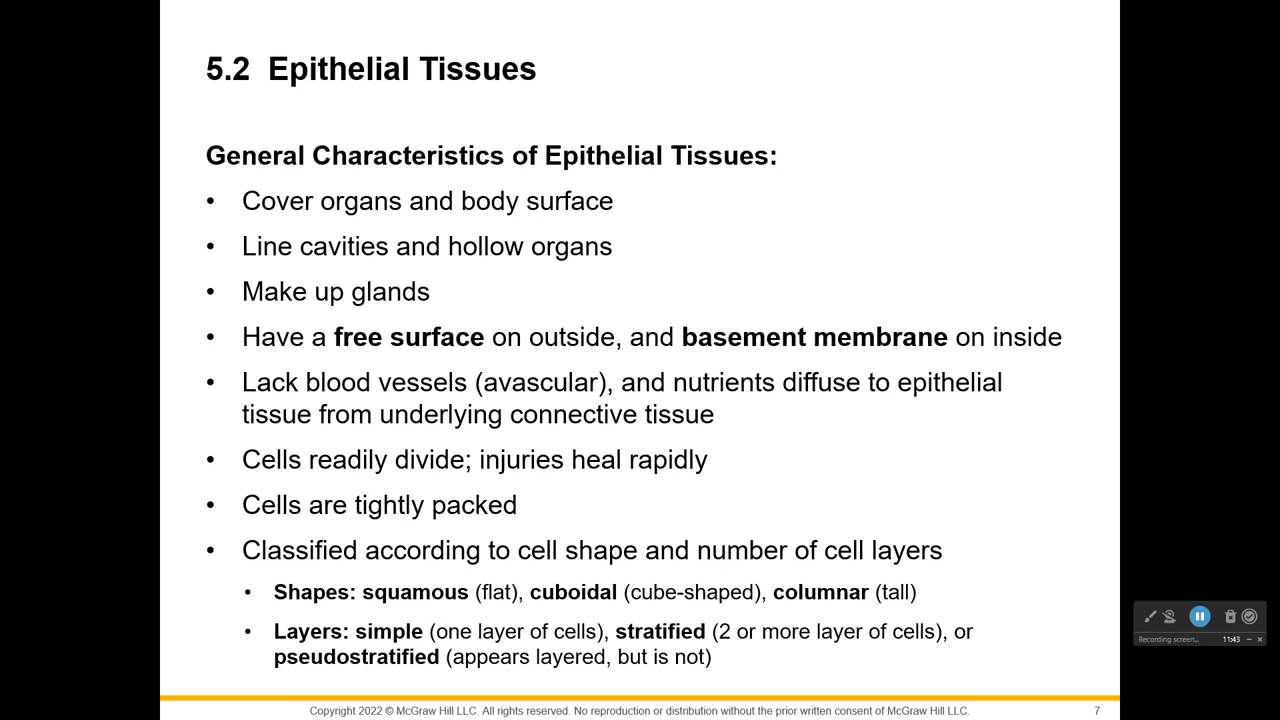 5.2 Epithelial Tissues
General Characteristics of Epithelial Tissues:
• Cover organs and body surface
• Line cavities and hollow organs
• Make up glands
• Have a free surface on outside, and basement membrane on inside
• Lack blood vessels (avascular), and nutrients diffuse to epithelial
tissue from underlying connective tissue
• Cells readily divide; injuries heal rapidly
• Cells are tightly packed
• Classified according to cell shape and number of cell layers
• Shapes: squamous (flat), cuboidal (cube-shaped), columnar (tall)
• Layers: simple (one layer of cells), stratified (2 or more layer of cells), or
pseudostratified (appears layered, but is not)
Recording screen... 11:43
Copyright 2022 © McGraw Hill LLC. All rights reserved. No reproduction or distribution without the prior written consent of McGraw Hill LLC. 7